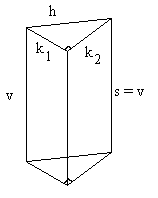 h
k1 k2
v s = v